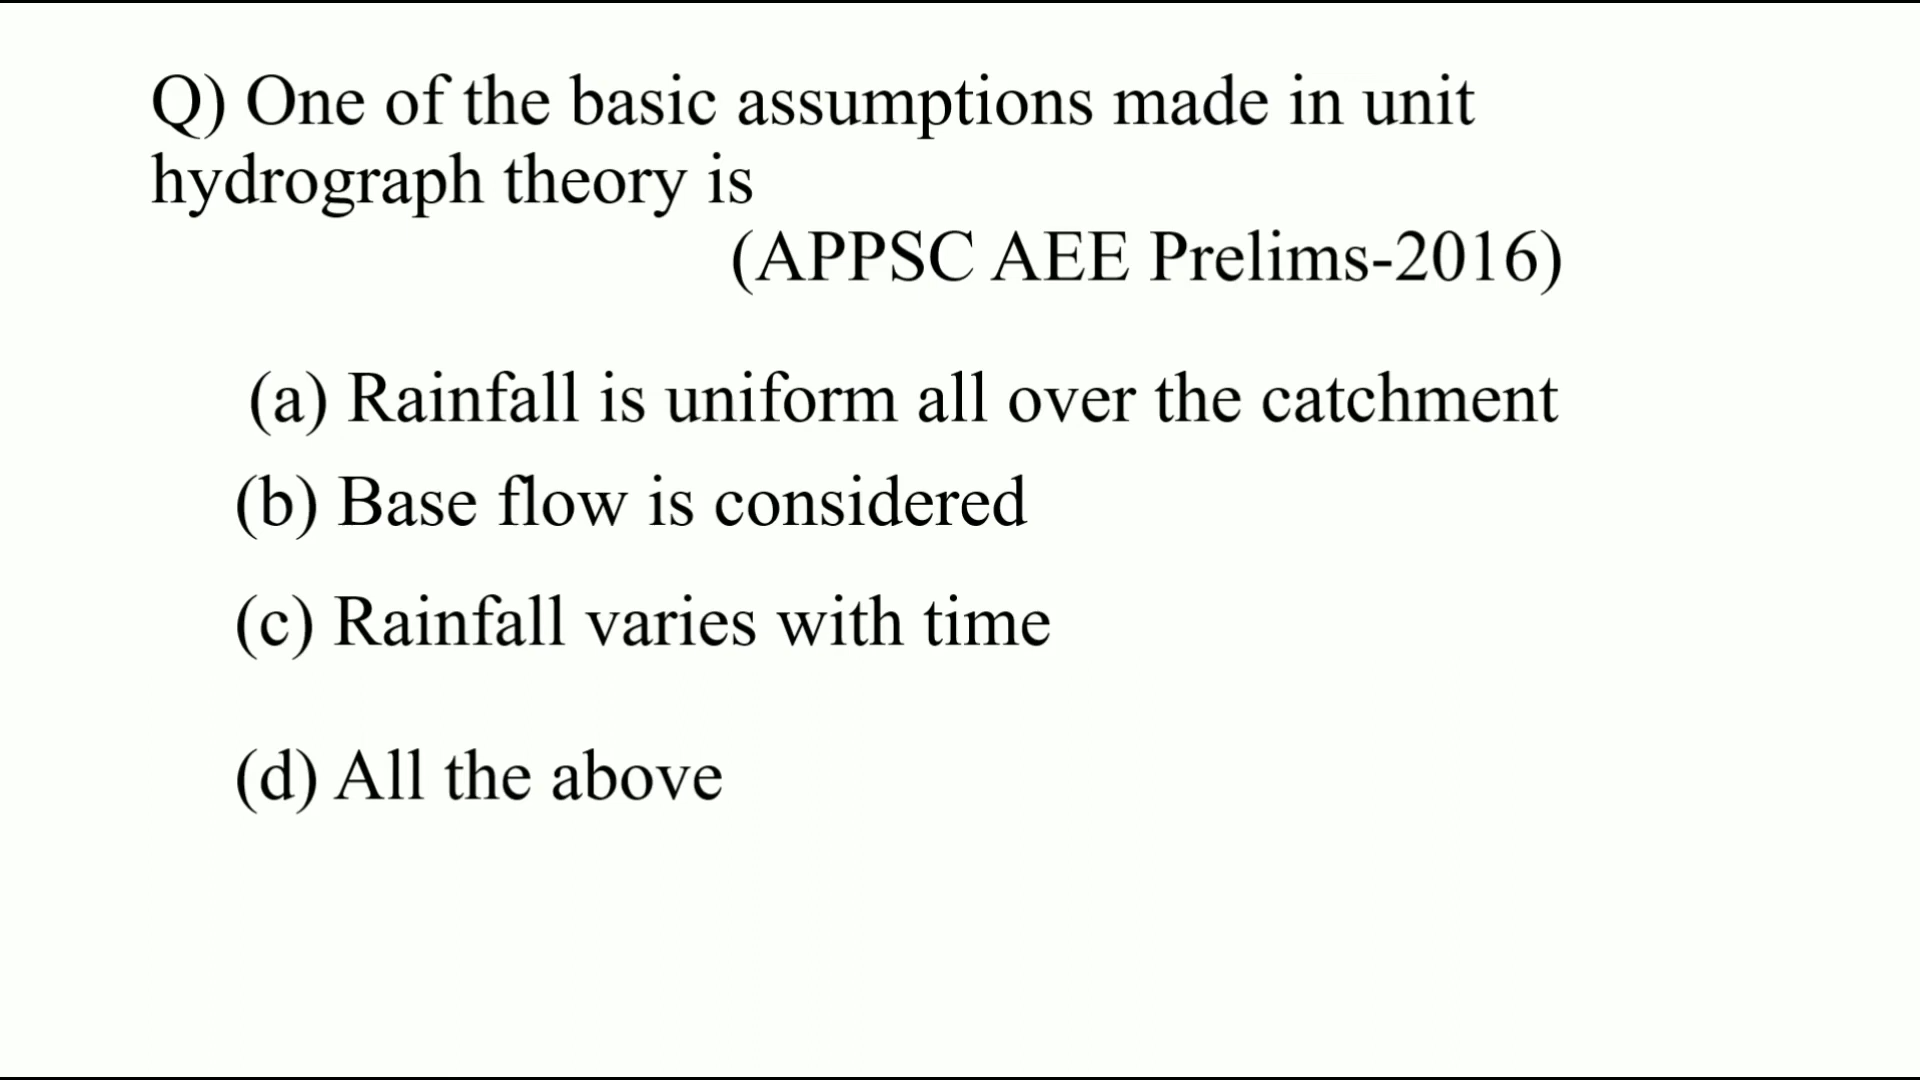 Q) One of the basic assumptions made in unit
hydrograph theory is
(APPSC AEE Prelims-2016)
(a) Rainfall is uniform all over the catchment
(b) Base flow is considered
(c) Rainfall varies with time
(d) All the above